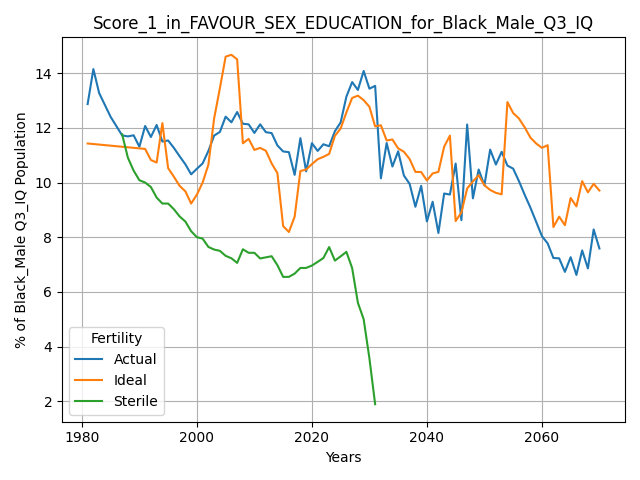 Score_1_in_FAVOUR_SEX_EDUCATION_for_Black_Male_Q3_IQ
% of Black_Male Q3_IQ Population
14
12
10
8
6
4
2
Fertility
Actual
Ideal
Sterile
1980 2000 2020 2040 2060
Years